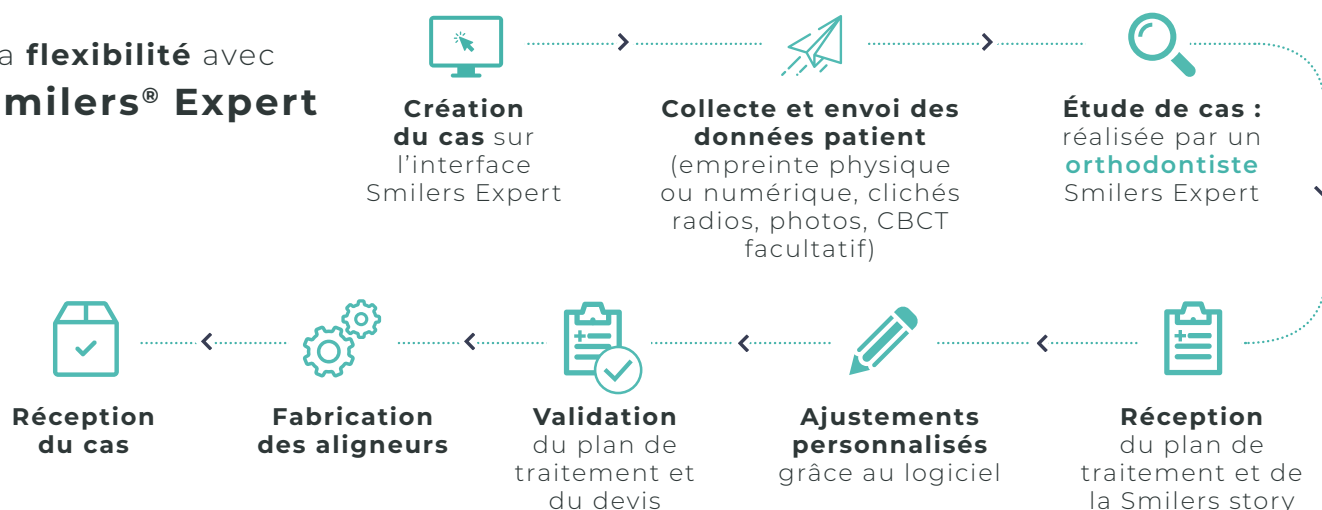 a flexibilité avec
milers® Expert
Création
du cas sur
l'interface
Smilers Expert
Collecte et envoi des
données patient
(empreinte physique
ou numérique, clichés
radios, photos, CBCT
facultatif)
Étude de cas :
réalisée par un
orthodontiste
Smilers Expert
Réception
du plan de
traitement et de
la Smilers story
Ajustements
personnalisés
grâce au logiciel
Validation
du plan de
traitement et
du devis
Fabrication
des aligneurs
Réception
du cas